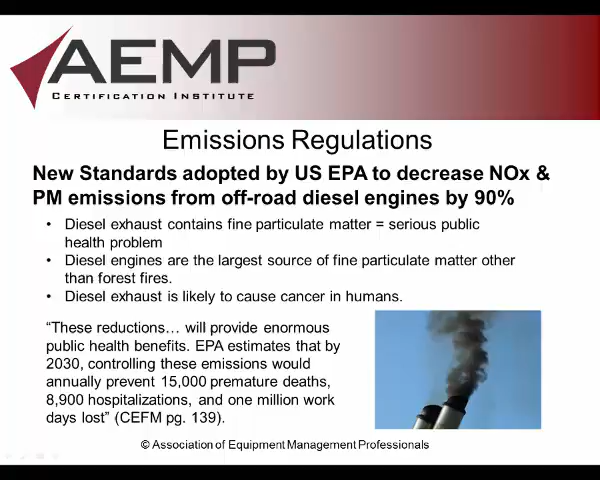 AEMP
CERTIFICATION INSTITUTE
Emissions Regulations
New Standards adopted by US EPA to decrease NOx &
PM emissions from off-road diesel engines by 90%
• Diesel exhaust contains fine particulate matter = serious public
health problem
• Diesel engines are the largest source of fine particulate matter other
than forest fires.
• Diesel exhaust is likely to cause cancer in humans.
“These reductions… will provide enormous
public health benefits. EPA estimates that by
2030, controlling these emissions would
annually prevent 15,000 premature deaths,
8,900 hospitalizations, and one million work
days lost” (CEFM pg. 139).
© Association of Equipment Management Professionals